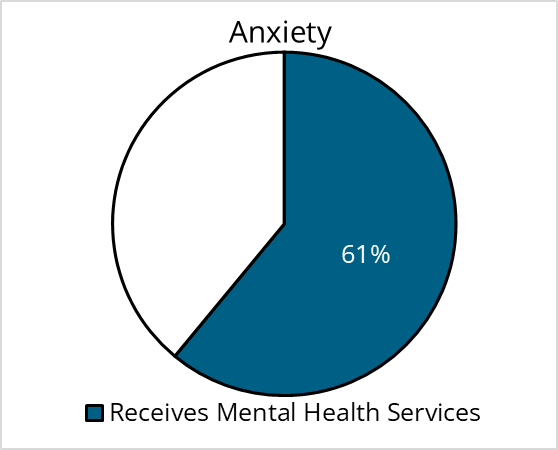 Anxiety
61%
Receives Mental Health Services